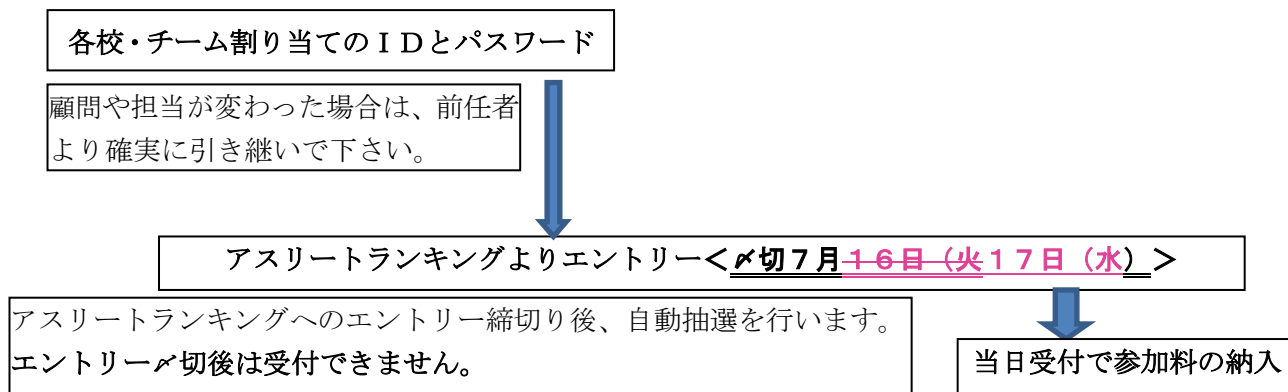 各校・チーム割り当てのＩＤとパスワード
顧問や担当が変わった場合は、前任者
より確実に引き継いで下さい。
アスリートランキングよりエントリー＜〆切７月１６日（火１７日（水）＞
アスリートランキングへのエントリー締切り後、自動抽選を行います。
エントリー〆切後は受付できません。
当日受付で参加料の納入